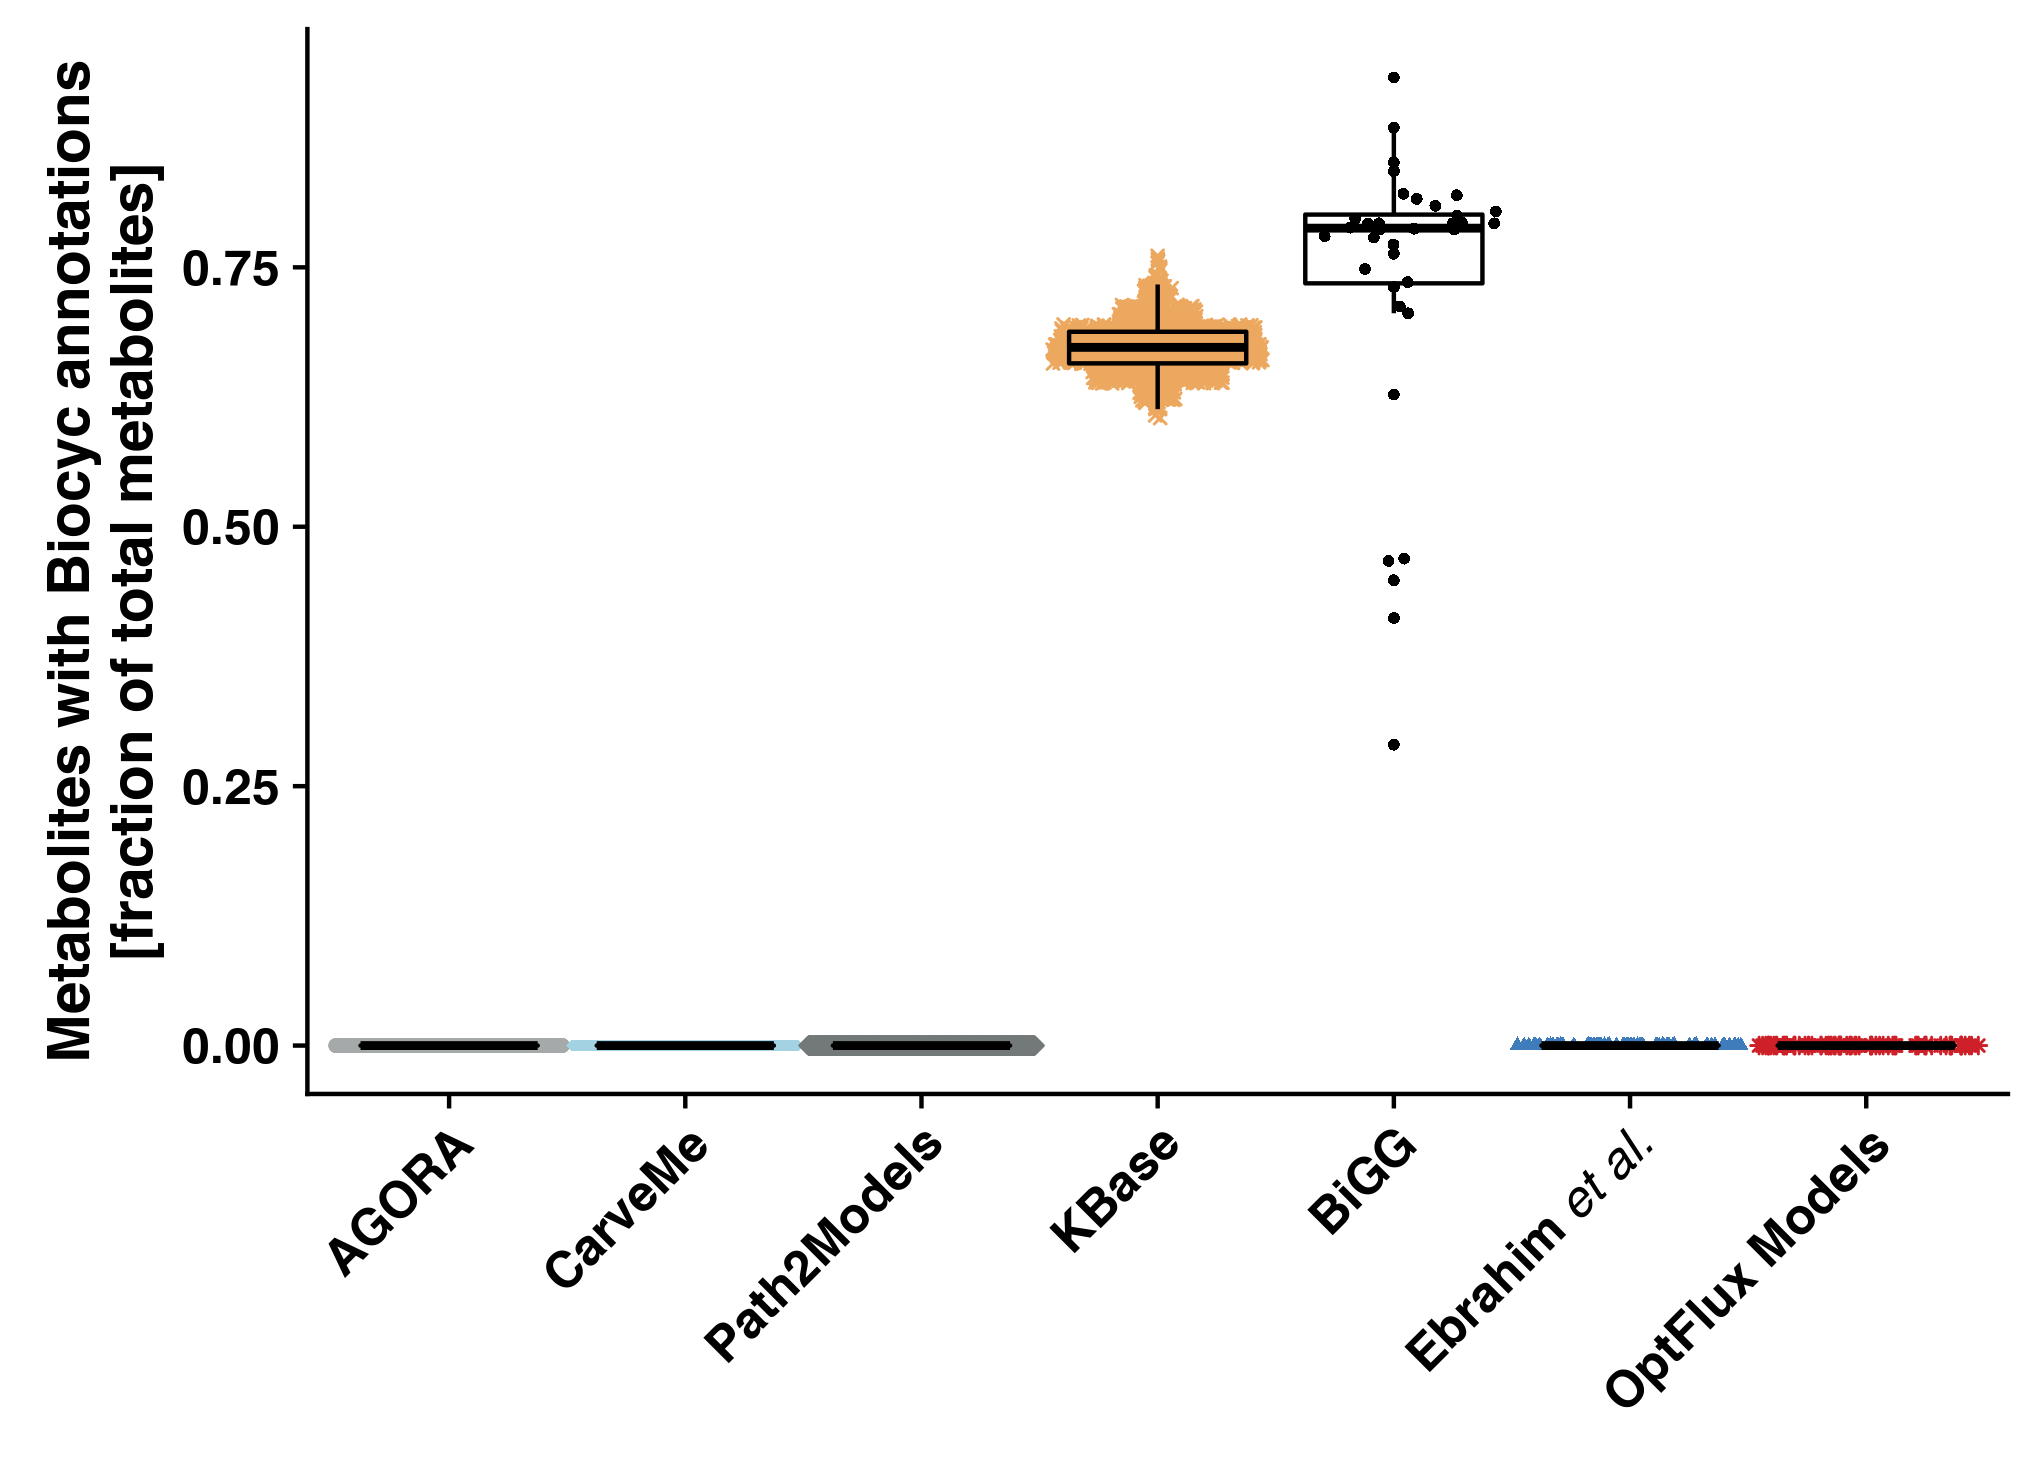 Metabolites with Biocyc annotations
[fraction of total metabolites]
0.75
0.50
0.25
0.00
AGORA
CarveMe
Path2Models
KBase
BiGG
Ebrahim et al.
OptFlux Models